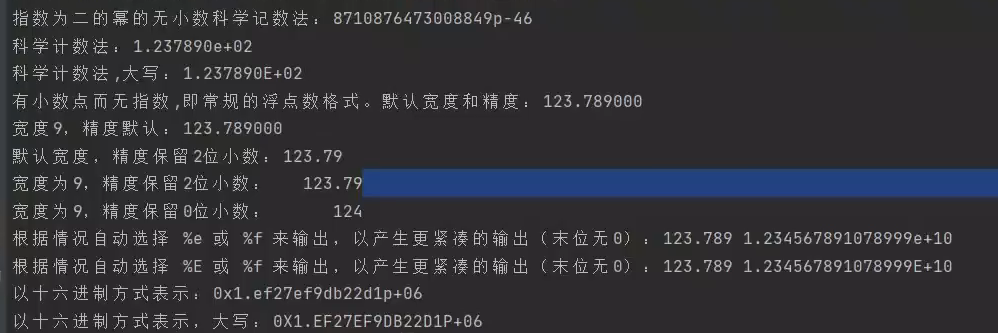 指数为二的幂的无小数科学记数法：8710876473008849p-46
科学计数法：1.237890e+02
科学计数法,大写：1.237890E+02
有小数点而无指数,即常规的浮点数格式。默认宽度和精度：123.789000
宽度9，精度默认：123.789000
默认宽度，精度保留2位小数：123.79
宽度为9，精度保留2位小数：   123.79
宽度为9，精度保留0位小数：      124
根据情况自动选择 %e 或 %f 来输出，以产生更紧凑的输出（末位无0）：123.789 1.234567891078999e+10
根据情况自动选择 %E 或 %f 来输出，以产生更紧凑的输出（末位无0）：123.789 1.234567891078999E+10
以十六进制方式表示：0x1.ef27ef9db22d1p+06
以十六进制方式表示，大写：0X1.EF27EF9DB22D1P+06